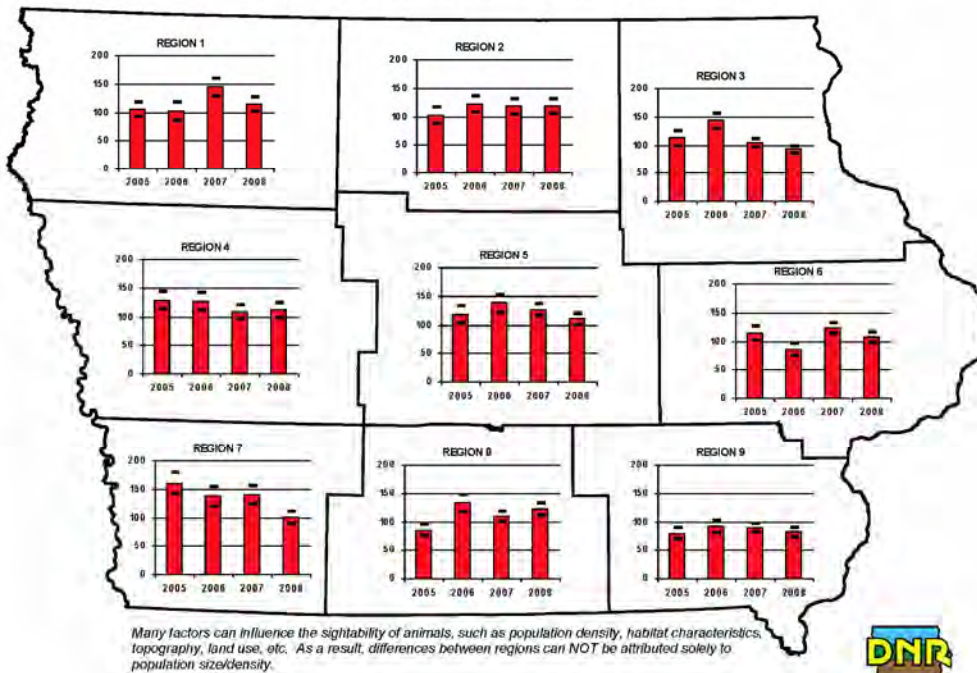 REGION 1
200
150
100
50
0
2005 2006 2007 2008
REGION 2
200
150
100
50
0
2005 2006 2007 2008
REGION 3
200
150
100
50
0
2005 2006 2007 2008
REGION 4
200
150
100
50
0
2005 2006 2007 2008
REGION 5
200
150
100
50
0
2005 2006 2007 2008
REGION 6
200
150
100
50
0
2005 2006 2007 2008
REGION 7
200
150
100
50
0
2005 2006 2007 2008
REGION 8
200
150
100
50
0
2005 2006 2007 2008
REGION 9
200
150
100
50
0
2005 2006 2007 2008
Many factors can influence the sightability of animals, such as population density, habitat characteristics,
topography, land use, etc. As a result, differences between regions can NOT be attributed solely to
population size/density.
DNR